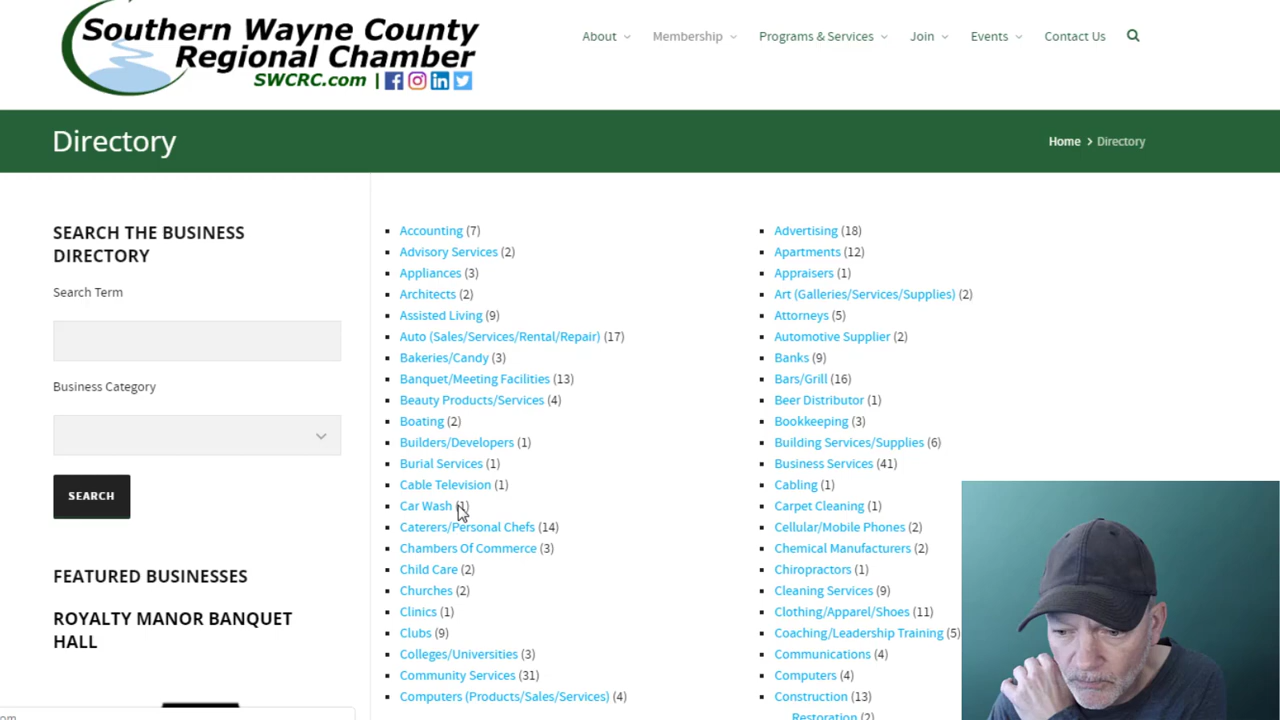 Southern Wayne County
Regional Chamber
SWCRC.com |
About
Membership
Programs & Services
Join
Events
Contact Us
Directory
Home > Directory
SEARCH THE BUSINESS
DIRECTORY
Search Term
Business Category
SEARCH
FEATURED BUSINESSES
ROYALTY MANOR BANQUET
HALL
Accounting (7)
Advisory Services (2)
Appliances (3)
Architects (2)
Assisted Living (9)
Auto (Sales/Services/Rental/Repair) (17)
Bakeries/Candy (3)
Banquet/Meeting Facilities (13)
Beauty Products/Services (4)
Boating (2)
Builders/Developers (1)
Burial Services (1)
Cable Television (1)
Car Wash (1)
Caterers/Personal Chefs (14)
Chambers Of Commerce (3)
Child Care (2)
Churches (2)
Clinics (1)
Clubs (9)
Colleges/Universities (3)
Community Services (31)
Computers (Products/Sales/Services) (4)
Advertising (18)
Apartments (12)
Appraisers (1)
Art (Galleries/Services/Supplies) (2)
Attorneys (5)
Automotive Supplier (2)
Banks (9)
Bars/Grill (16)
Beer Distributor (1)
Bookkeeping (3)
Building Services/Supplies (6)
Business Services (41)
Cabling (1)
Carpet Cleaning (1)
Cellular/Mobile Phones (2)
Chemical Manufacturers (2)
Chiropractors (1)
Cleaning Services (9)
Clothing/Apparel/Shoes (11)
Coaching/Leadership Training (5)
Communications (4)
Computers (4)
Construction (13)
Restoration (2)